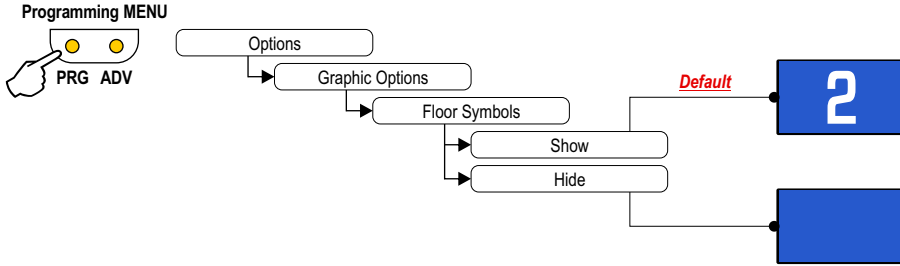 Programming MENU
PRG ADV
Options
Graphic Options
Floor Symbols
Show
Hide
Default
2